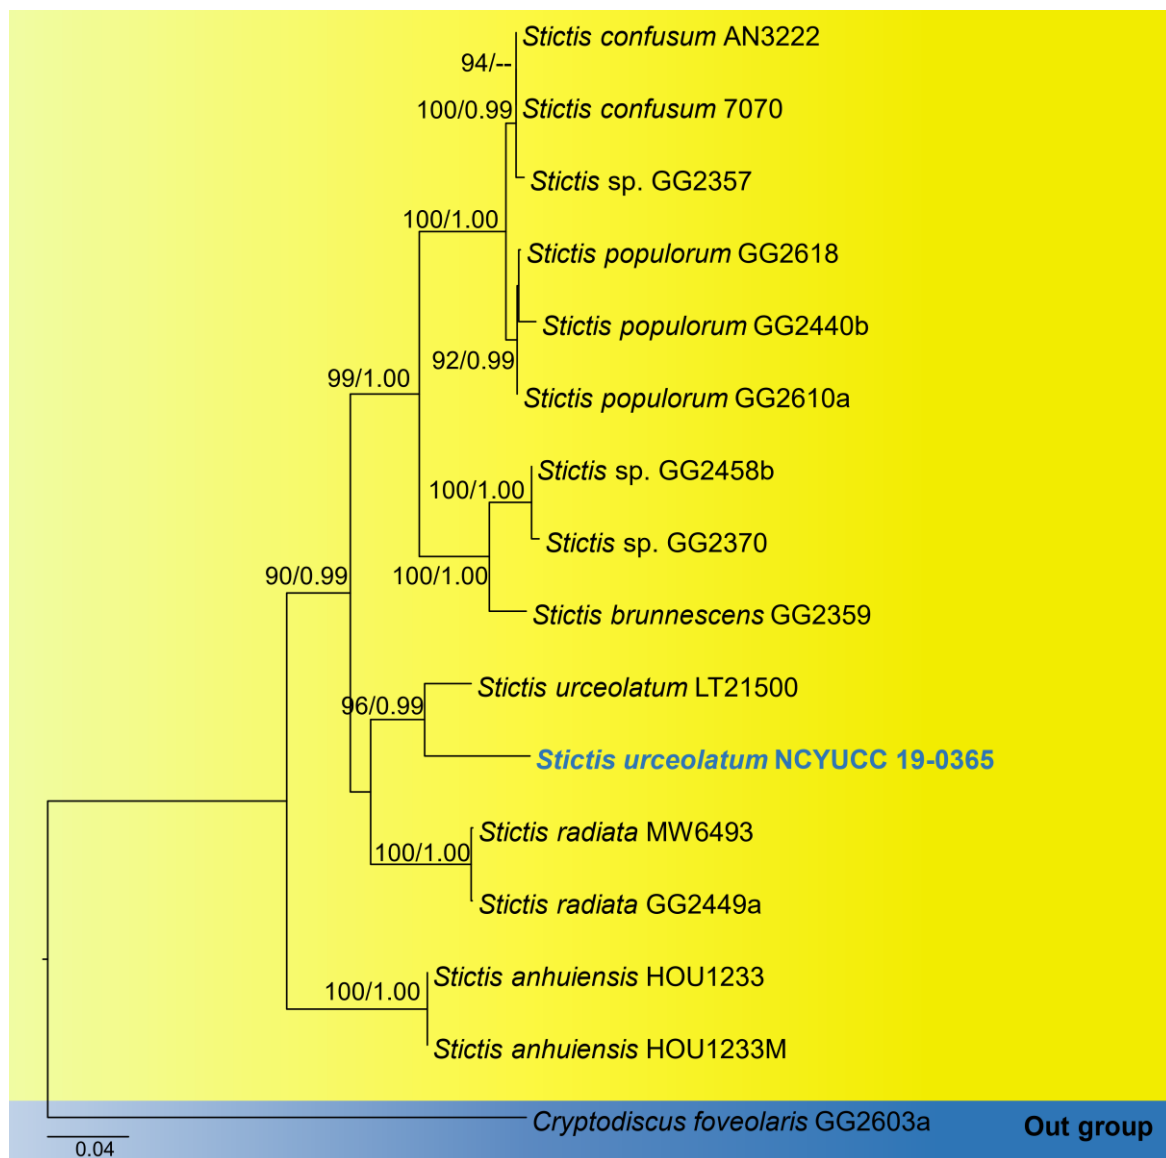 Stictis confusum AN3222
94/--
100/0.99
Stictis confusum 7070
Stictis sp. GG2357
100/1.00
Stictis populorum GG2618
Stictis populorum GG2440b
92/0.99
99/1.00
Stictis populorum GG2610a
Stictis sp. GG2458b
100/1.00
Stictis sp. GG2370
90/0.99
100/1.00
Stictis brunnescens GG2359
Stictis urceolatum LT21500
96/0.99
Stictis urceolatum NCYUCC 19-0365
Stictis radiata MW6493
100/1.00
Stictis radiata GG2449a
Stictis anhuiensis HOU1233
100/1.00
Stictis anhuiensis HOU1233M
Cryptodiscus foveolaris GG2603a
Out group
0.04